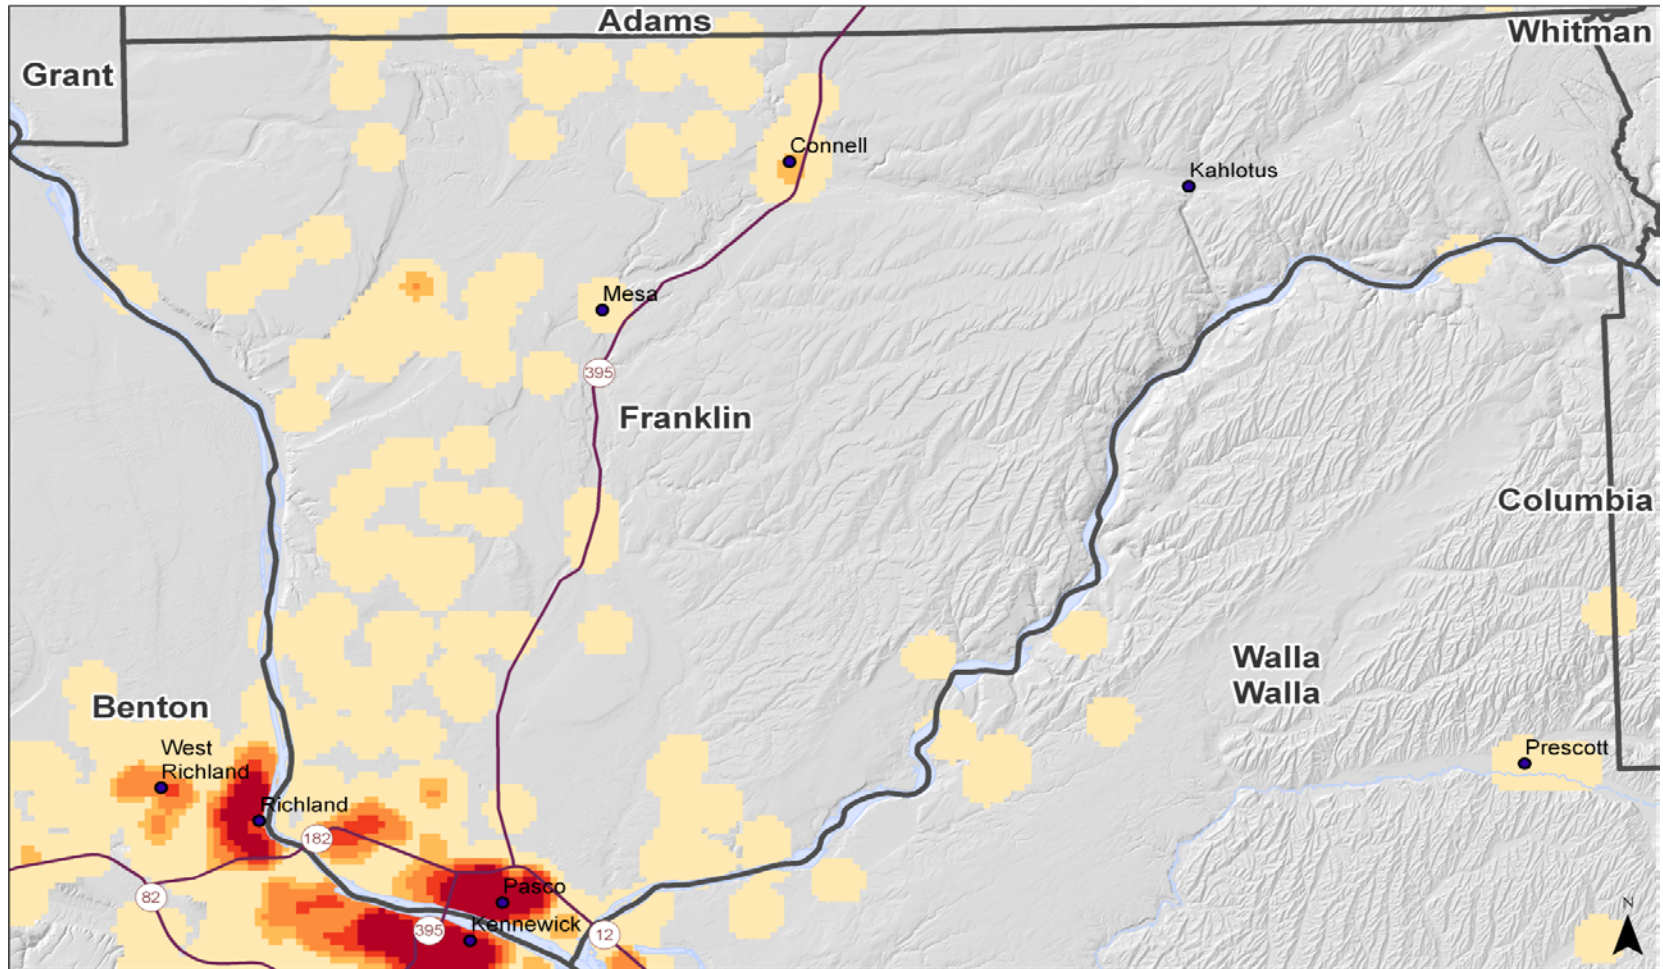 Adams
Whitman
Grant
Connell
Kahlotus
Mesa
395
Franklin
Columbia
Walla
Walla
Benton
West
Richland
Prescott
Richland
182
82
Pasco
Kennewick
395
12
N